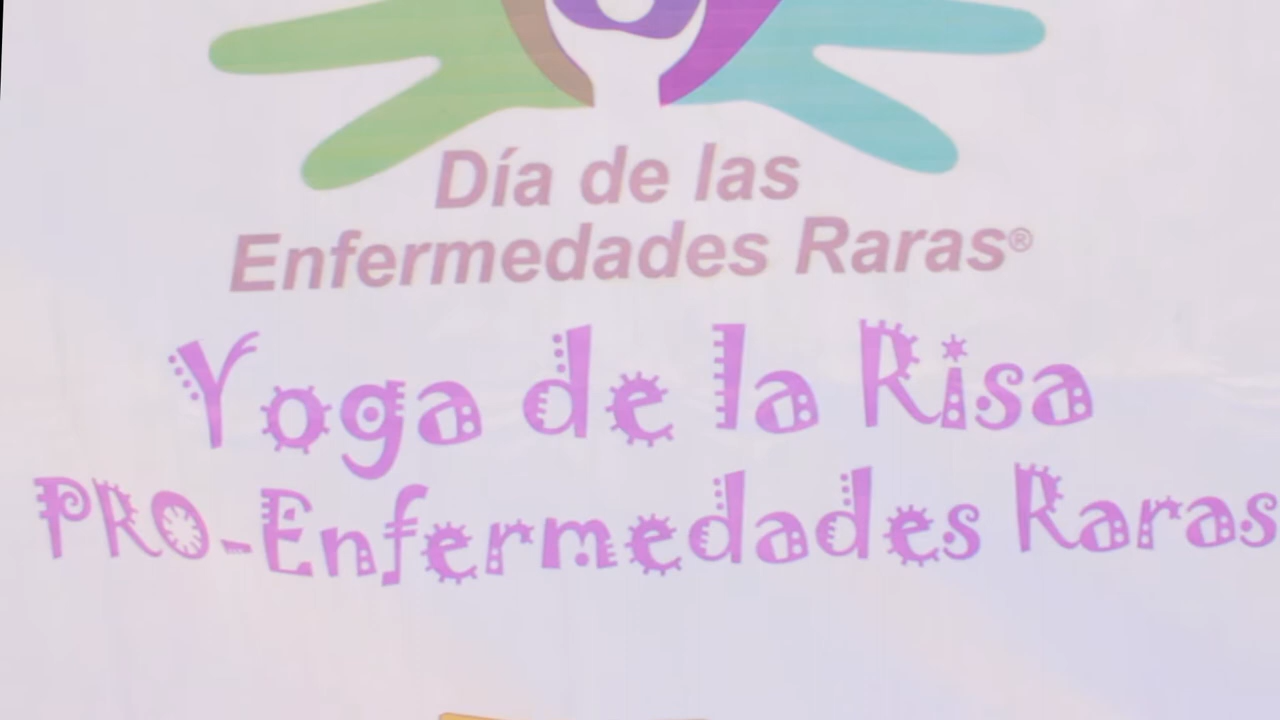 Día de las
Enfermedades Raras®
Yoga de la Risa
PRO-Enfermedades Raras